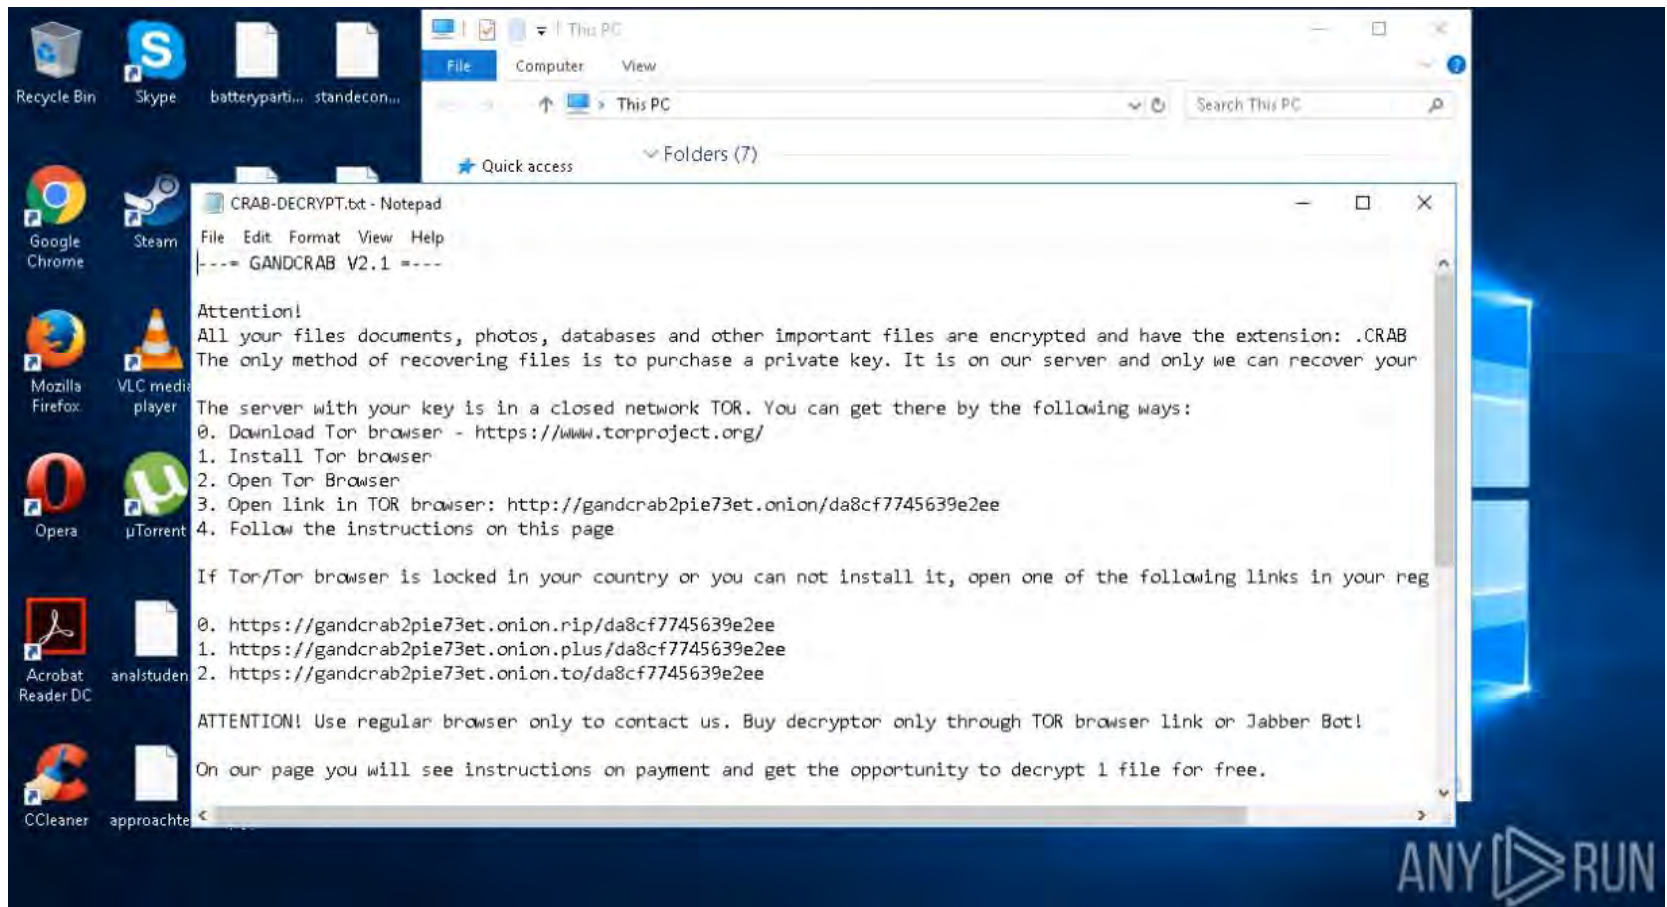 This PC
File Computer View
This PC
Search This PC
Quick access
Folders (7)
Recycle Bin
Skype
batteryparti...
standecon...
Google Chrome
Steam
Mozilla Firefox
VLC media player
Opera
µTorrent
Acrobat Reader DC
analstuden
CCleaner
approachte
CRAB-DECRYPT.txt - Notepad
File Edit Format View Help
---= GANDCRAB V2.1 =---
Attention!
All your files documents, photos, databases and other important files are encrypted and have the extension: .CRAB
The only method of recovering files is to purchase a private key. It is on our server and only we can recover your
The server with your key is in a closed network TOR. You can get there by the following ways:
0. Download Tor browser - https://www.torproject.org/
1. Install Tor browser
2. Open Tor Browser
3. Open link in TOR browser: http://gandcrab2pie73et.onion/da8cf7745639e2ee
4. Follow the instructions on this page
If Tor/Tor browser is locked in your country or you can not install it, open one of the following links in your reg
0. https://gandcrab2pie73et.onion.rip/da8cf7745639e2ee
1. https://gandcrab2pie73et.onion.plus/da8cf7745639e2ee
2. https://gandcrab2pie73et.onion.to/da8cf7745639e2ee
ATTENTION! Use regular browser only to contact us. Buy decryptor only through TOR browser link or Jabber Bot!
On our page you will see instructions on payment and get the opportunity to decrypt 1 file for free.
ANY RUN